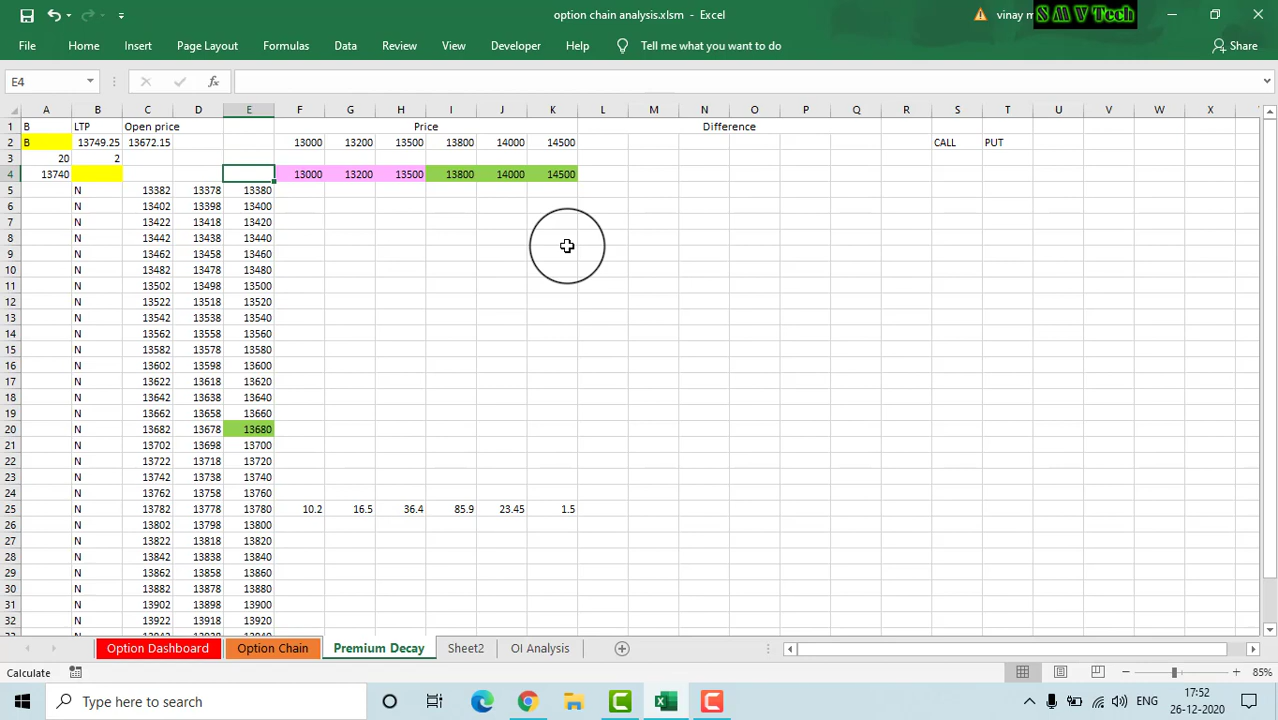 option chain analysis.xlsm - Excel
vinay m
S M V Tech
File Home Insert Page Layout Formulas Data Review View Developer Help Tell me what you want to do Share
E4 fx
A B C D E F G H I J K L M N O P Q R S T U V W X
1 B LTP Open price Price Difference
2 B 13749.25 13672.15 13000 13200 13500 13800 14000 14500 CALL PUT
3 20 2
4 13740 13000 13200 13500 13800 14000 14500
5 N 13382 13378 13380
6 N 13402 13398 13400
7 N 13422 13418 13420
8 N 13442 13438 13440
9 N 13462 13458 13460
10 N 13482 13478 13480
11 N 13502 13498 13500
12 N 13522 13518 13520
13 N 13542 13538 13540
14 N 13562 13558 13560
15 N 13582 13578 13580
16 N 13602 13598 13600
17 N 13622 13618 13620
18 N 13642 13638 13640
19 N 13662 13658 13660
20 N 13682 13678 13680
21 N 13702 13698 13700
22 N 13722 13718 13720
23 N 13742 13738 13740
24 N 13762 13758 13760
25 N 13782 13778 13780 10.2 16.5 36.4 85.9 23.45 1.5
26 N 13802 13798 13800
27 N 13822 13818 13820
28 N 13842 13838 13840
29 N 13862 13858 13860
30 N 13882 13878 13880
31 N 13902 13898 13900
32 N 13922 13918 13920
Option Dashboard Option Chain Premium Decay Sheet2 OI Analysis
Calculate 85%
Type here to search ENG 17:52
26-12-2020